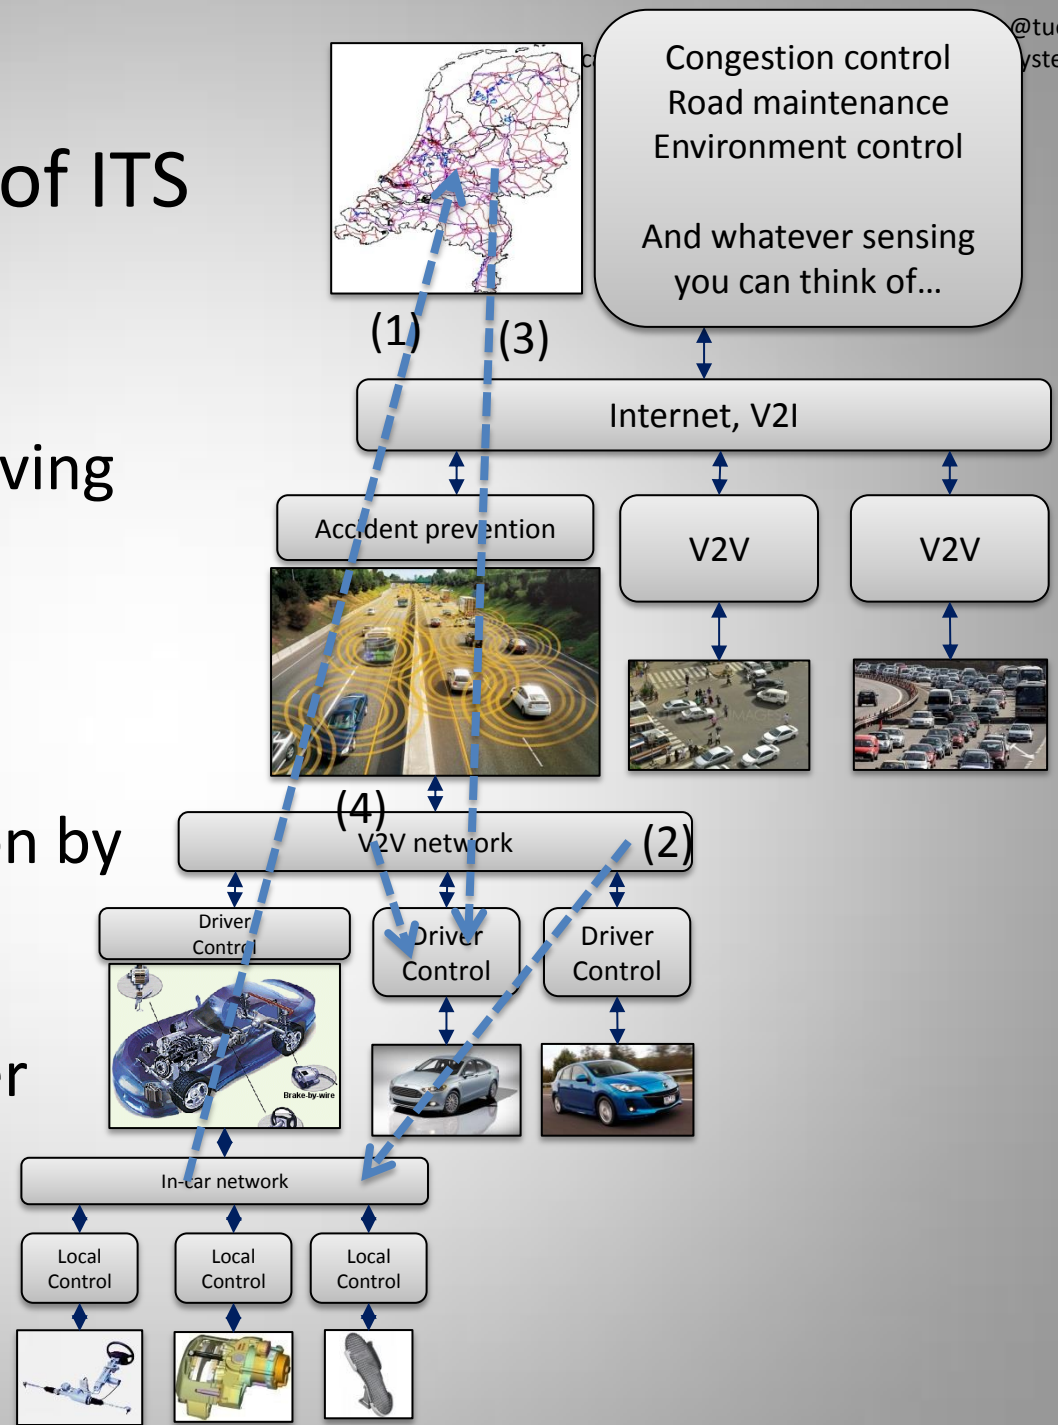 @tue
Congestion control
Road maintenance
Environment control
And whatever sensing
you can think of...
of ITS
(1)
(3)
Internet, V2I
Accident prevention
V2V
V2V
(4)
V2V network
(2)
n by
Driver
Control
Driver
Control
Driver
Control
Brake-by-wire
er
In-car network
Local
Control
Local
Control
Local
Control